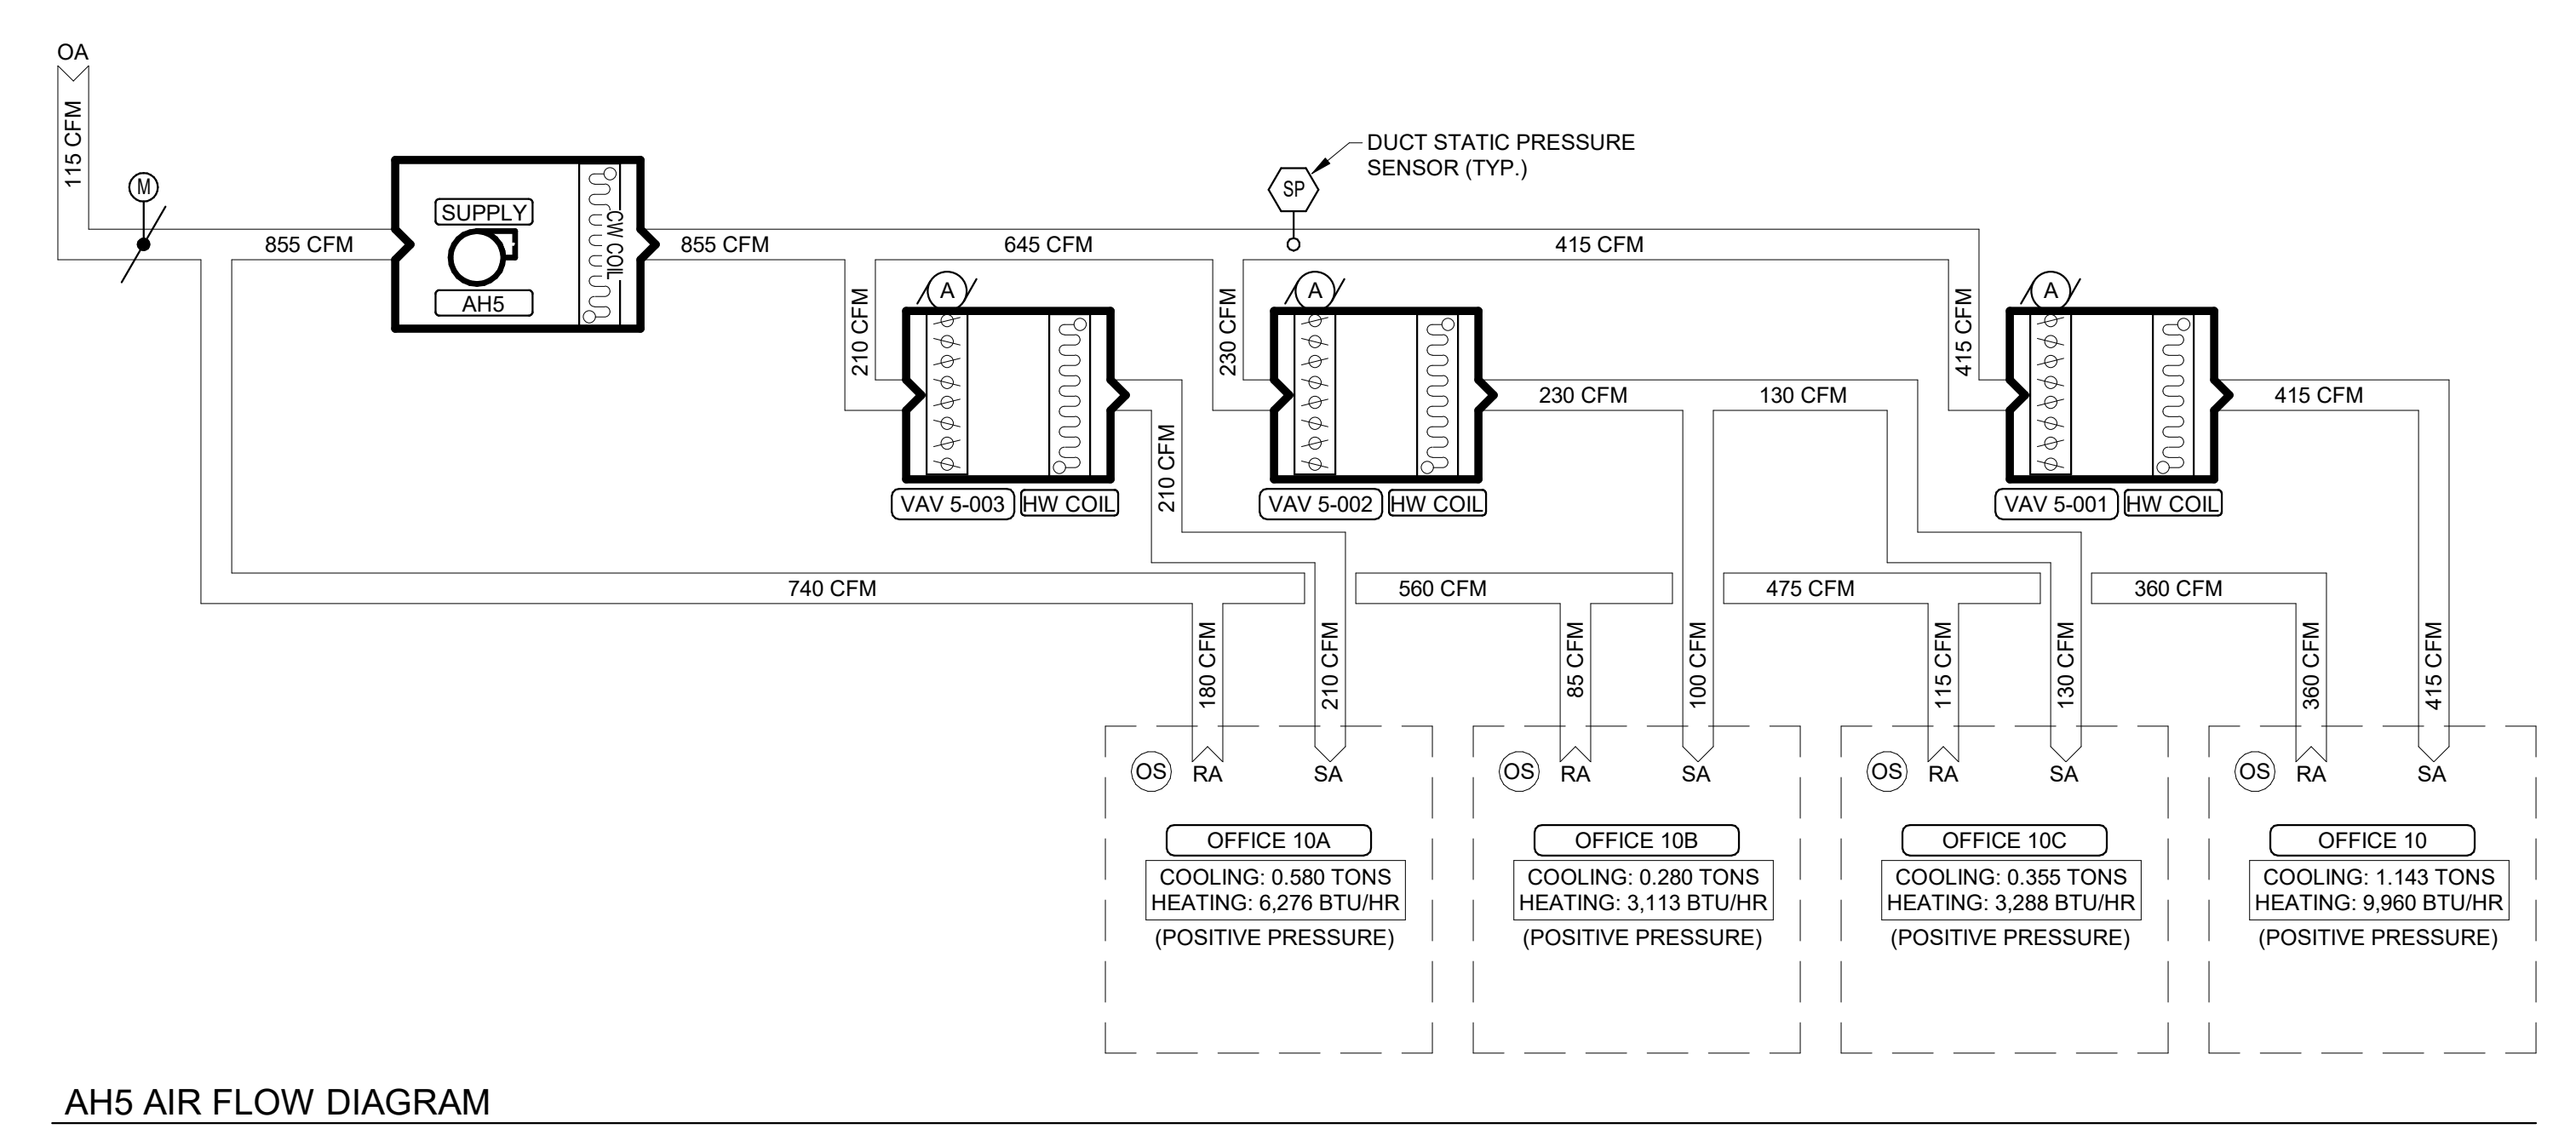 OA
115 CFM
M
855 CFM
SUPPLY
AH5
CW COIL
855 CFM
645 CFM
SP
DUCT STATIC PRESSURE
SENSOR (TYP.)
415 CFM
210 CFM
A
VAV 5-003
HW COIL
210 CFM
230 CFM
A
VAV 5-002
HW COIL
230 CFM
130 CFM
415 CFM
A
VAV 5-001
HW COIL
415 CFM
740 CFM
560 CFM
475 CFM
360 CFM
180 CFM
210 CFM
85 CFM
100 CFM
115 CFM
130 CFM
360 CFM
415 CFM
OS
RA
SA
OFFICE 10A
COOLING: 0.580 TONS
HEATING: 6,276 BTU/HR
(POSITIVE PRESSURE)
OS
RA
SA
OFFICE 10B
COOLING: 0.280 TONS
HEATING: 3,113 BTU/HR
(POSITIVE PRESSURE)
OS
RA
SA
OFFICE 10C
COOLING: 0.355 TONS
HEATING: 3,288 BTU/HR
(POSITIVE PRESSURE)
OS
RA
SA
OFFICE 10
COOLING: 1.143 TONS
HEATING: 9,960 BTU/HR
(POSITIVE PRESSURE)
AH5 AIR FLOW DIAGRAM